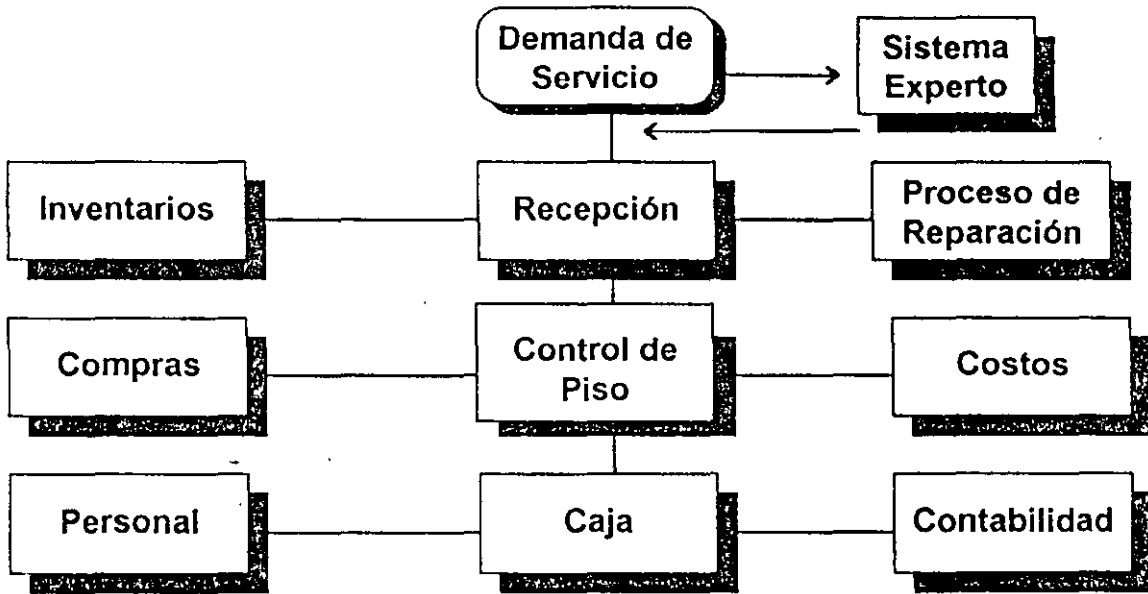 Demanda de
Servicio
Sistema
Experto
Inventarios
Recepción
Proceso de
Reparación
Compras
Control de
Piso
Costos
Personal
Caja
Contabilidad